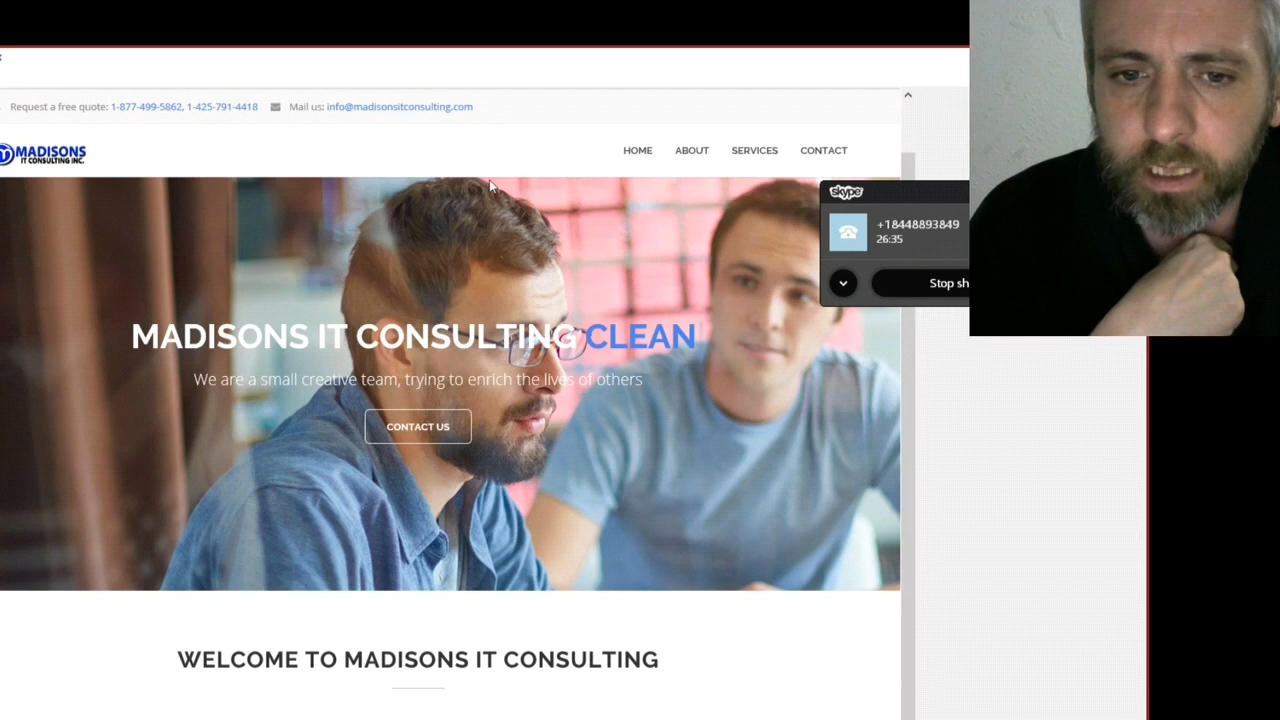 Request a free quote: 1-877-499-5862, 1-425-791-4418 Mail us: info@madisonsitconsulting.com
MADISONS
IT CONSULTING INC.
HOME ABOUT SERVICES CONTACT
skype
+18448893849
26:35
Stop sh
MADISONS IT CONSULTING CLEAN
We are a small creative team, trying to enrich the lives of others
CONTACT US
WELCOME TO MADISONS IT CONSULTING